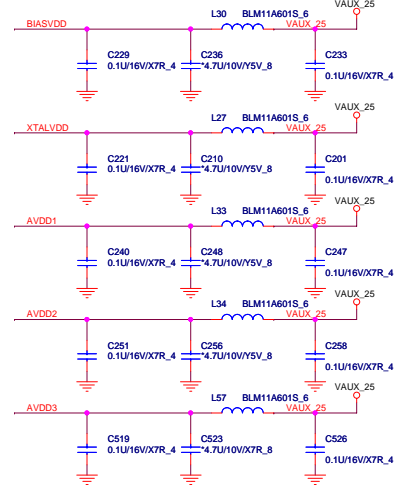 VAUX_25
L30 BLM11A601S_6
BIASVDD VAUX_25
C229 C236 C233
0.1U/16V/X7R_4 *4.7U/10V/Y5V_8 0.1U/16V/X7R_4
VAUX_25
L27 BLM11A601S_6
XTALVDD VAUX_25
C221 C210 C201
0.1U/16V/X7R_4 *4.7U/10V/Y5V_8 0.1U/16V/X7R_4
VAUX_25
L33 BLM11A601S_6
AVDD1 VAUX_25
C240 C248 C247
0.1U/16V/X7R_4 *4.7U/10V/Y5V_8 0.1U/16V/X7R_4
VAUX_25
L34 BLM11A601S_6
AVDD2 VAUX_25
C251 C256 C258
0.1U/16V/X7R_4 *4.7U/10V/Y5V_8 0.1U/16V/X7R_4
VAUX_25
L57 BLM11A601S_6
AVDD3 VAUX_25
C519 C523 C526
0.1U/16V/X7R_4 *4.7U/10V/X7R_8 0.1U/16V/X7R_4